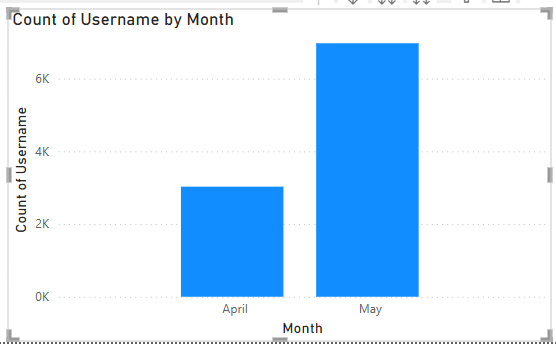 Count of Username by Month
Count of Username
6K
4K
2K
0K
April May
Month